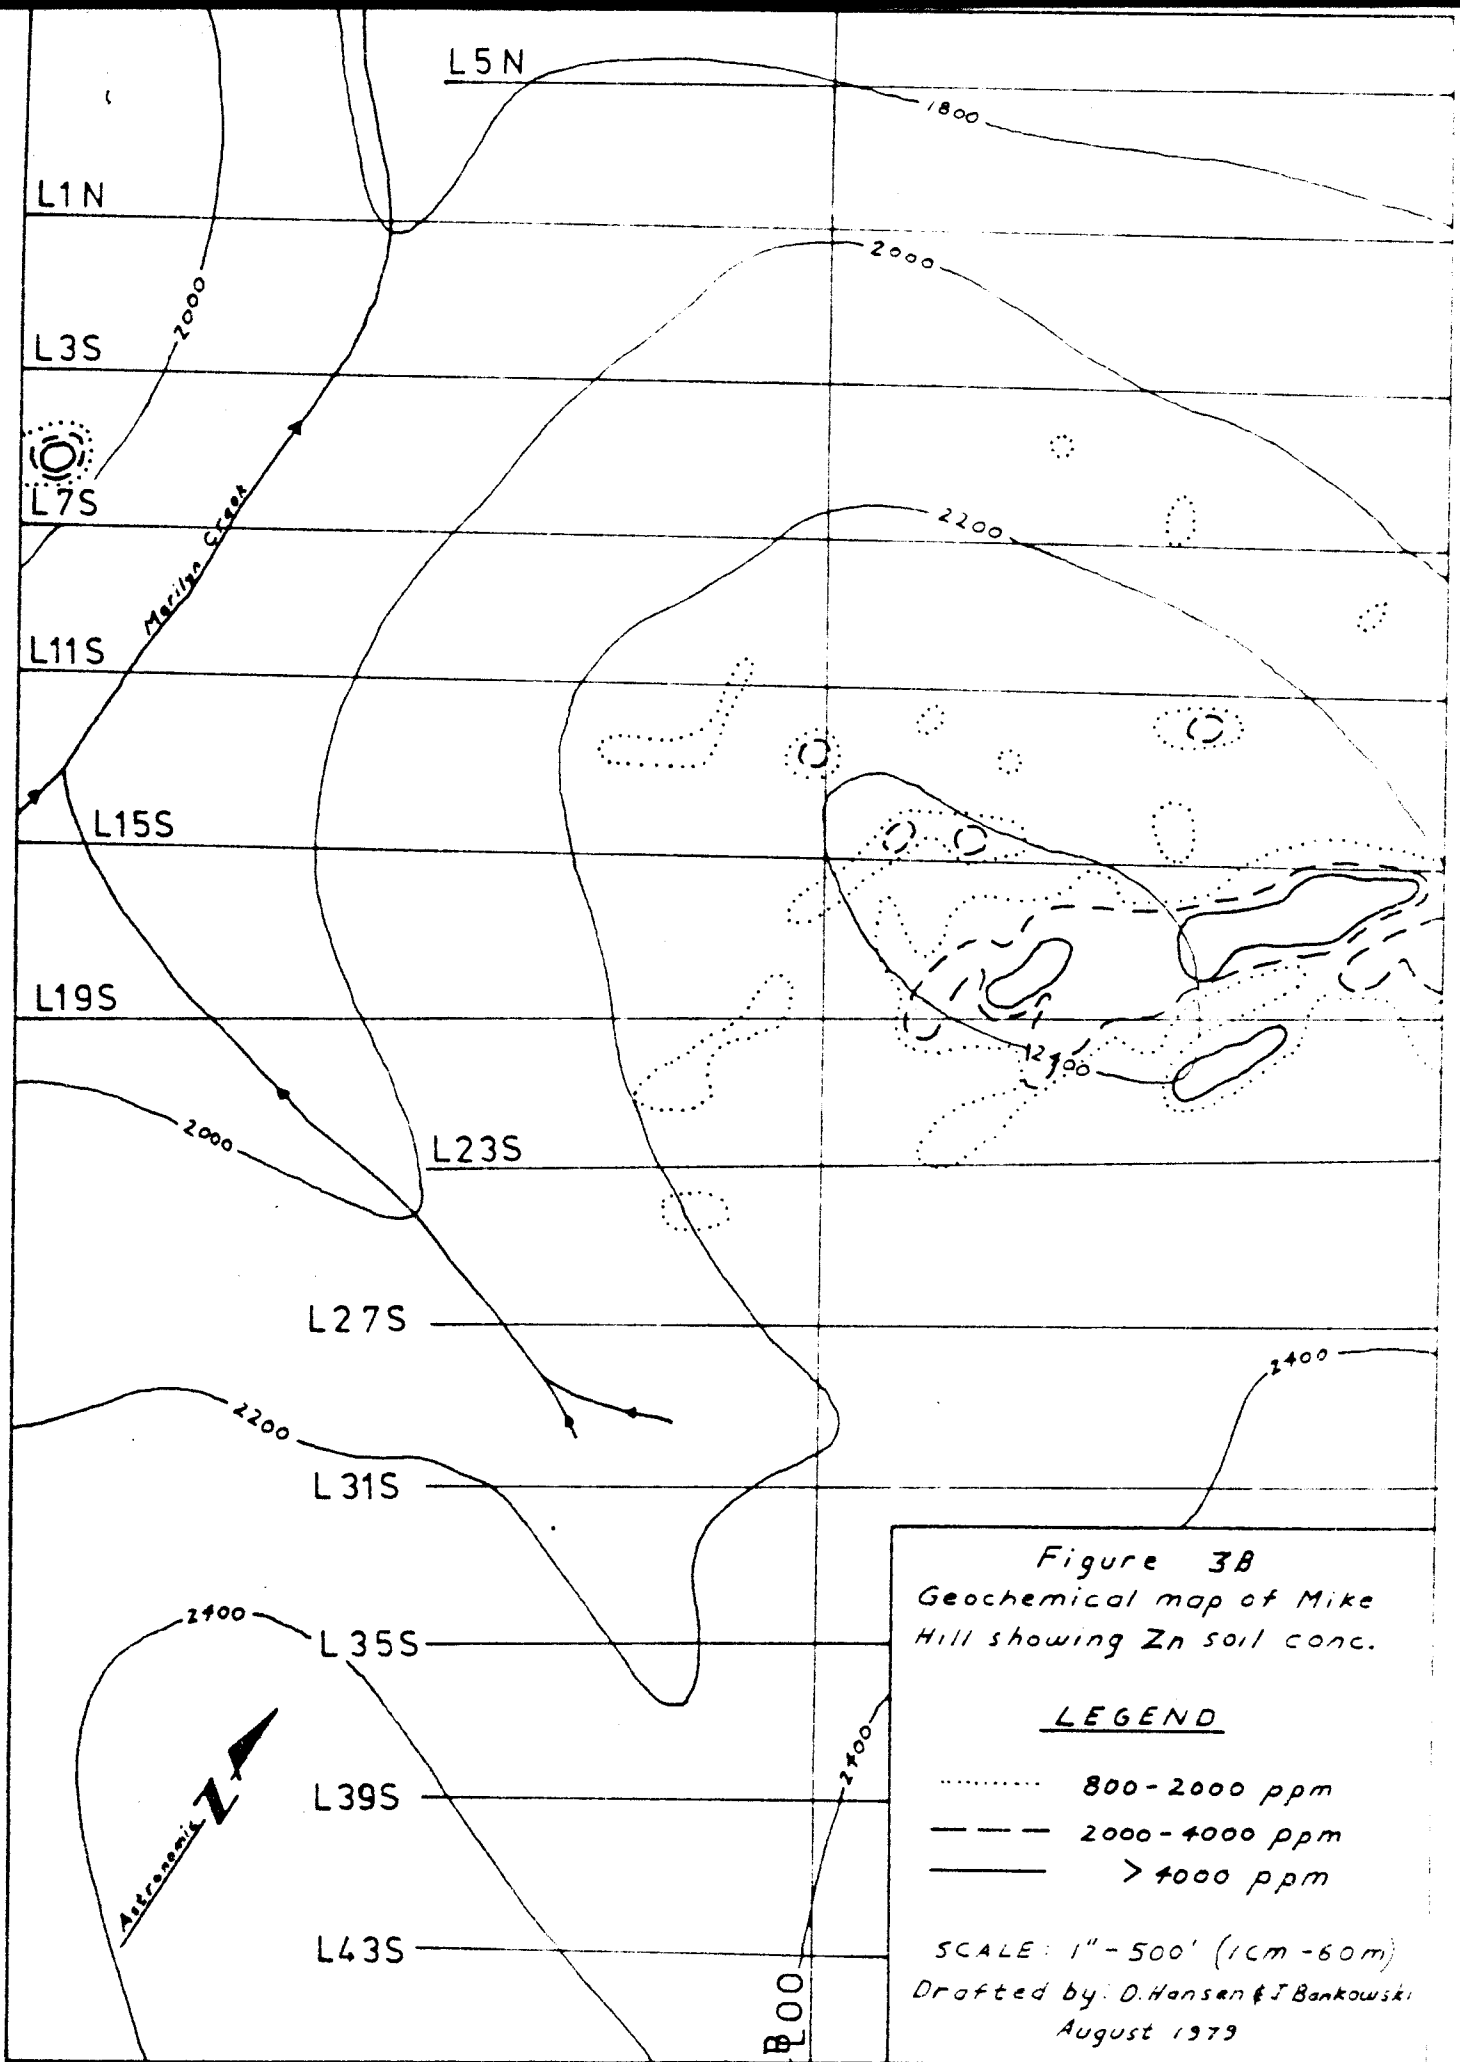 L5N
1800
L1N
2000
2000
L3S
L7S
2200
Marilyn Creek
L11S
L15S
L19S
2400
2000
L23S
L27S
2400
2200
L31S
2400
L35S
2400
L39S
L43S
Astronomic N
BL00
Figure 3B
Geochemical map of Mike
Hill showing Zn soil conc.
LEGEND
800-2000 ppm
2000-4000 ppm
>4000 ppm
SCALE: 1"-500' (1cm-60m)
Drafted by: D.Hansen & J Bankowski
August 1979